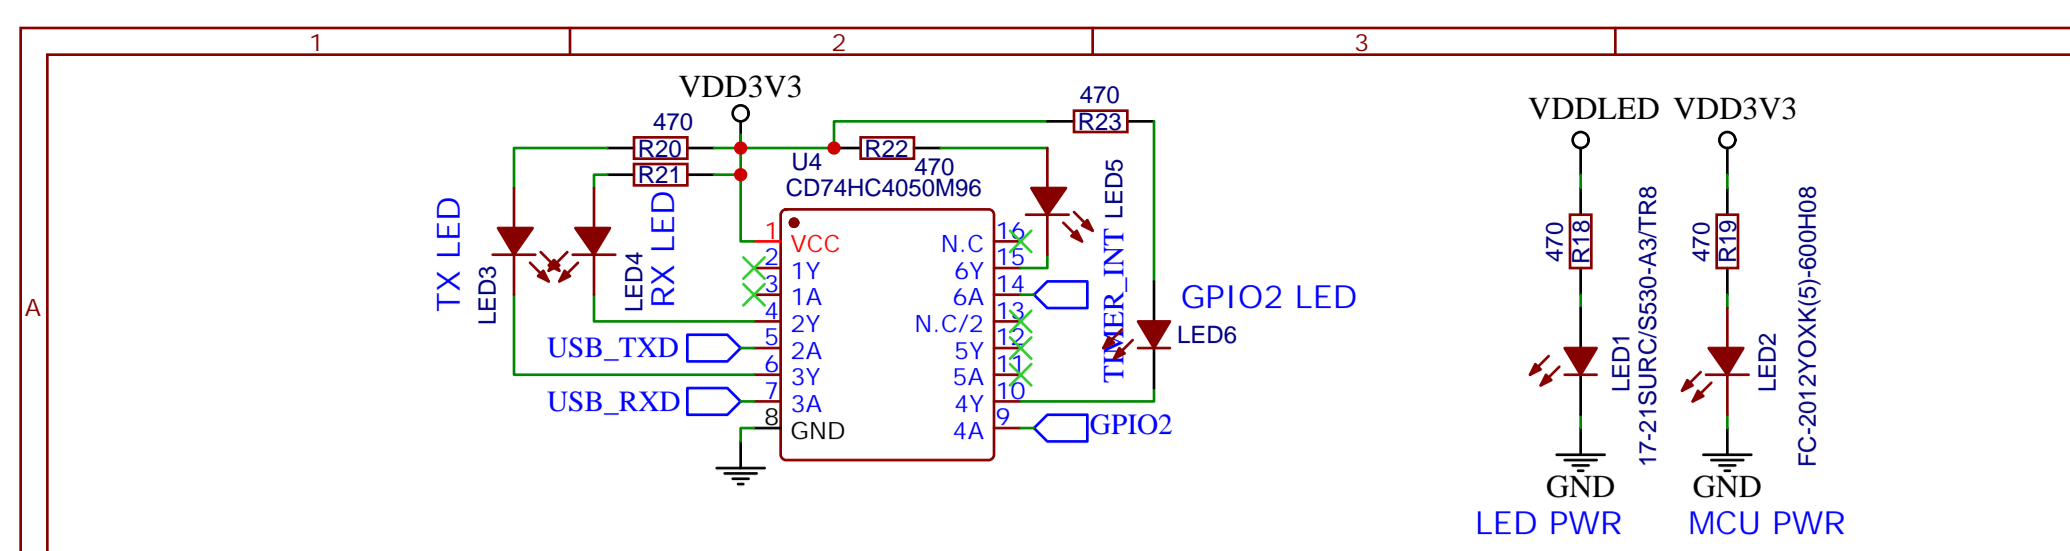 1
2
3
A
VDD3V3
470
R20
R21
TX LED
LED3
LED4
RX LED
U4
CD74HC4050M96
R22
470
470
R23
LED5
TIMER_INT
1
VCC
2
1Y
3
1A
4
2Y
5
2A
6
3Y
7
3A
8
GND
16
N.C
15
6Y
14
6A
13
N.C/2
12
5Y
11
5A
10
4Y
9
4A
USB_TXD
USB_RXD
GPIO2
GPIO2 LED
LED6
VDDLED
470
R18
LED1
17-21SURC/S530-A3/TR8
GND
LED PWR
VDD3V3
470
R19
LED2
FC-2012YOXK(5)-600H08
GND
MCU PWR